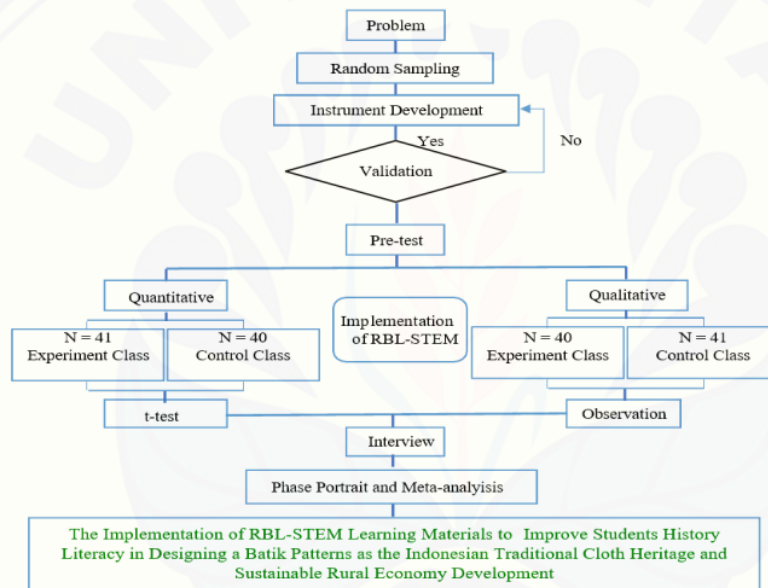 Problem
Random Sampling
Instrument Development
Yes
No
Validation
Pre-test
Quantitative
Qualitative
Implementation
of RBL-STEM
N = 41
Experiment Class
N = 40
Control Class
N = 40
Experiment Class
N = 41
Control Class
t-test
Observation
Interview
Phase Portrait and Meta-analyisis
The Implementation of RBL-STEM Learning Materials to Improve Students History
Literacy in Designing a Batik Patterns as the Indonesian Traditional Cloth Heritage and
Sustainable Rural Economy Development